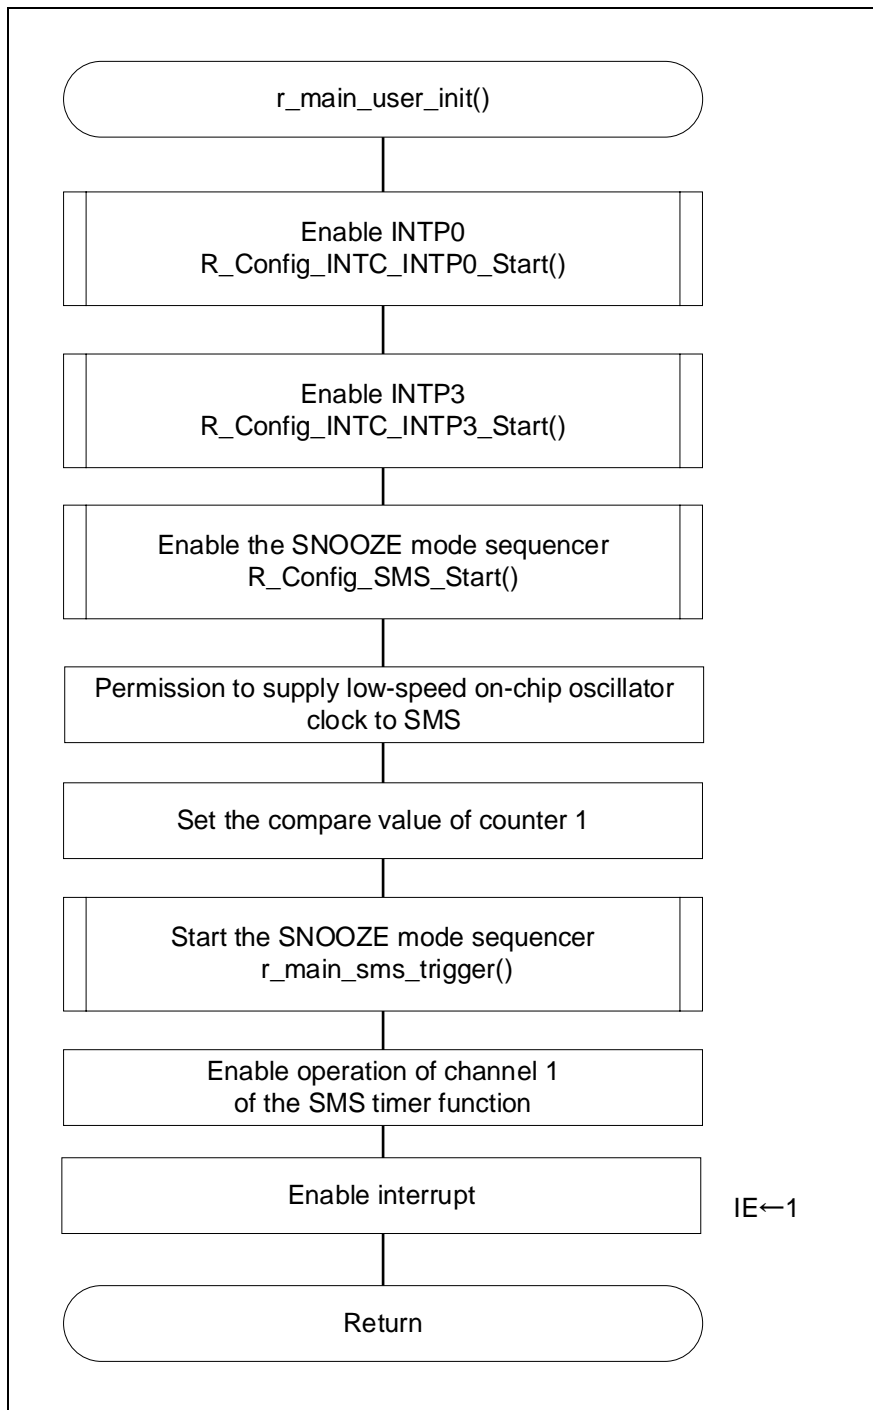 r_main_user_init()
Enable INTP0
R_Config_INTC_INTP0_Start()
Enable INTP3
R_Config_INTC_INTP3_Start()
Enable the SNOOZE mode sequencer
R_Config_SMS_Start()
Permission to supply low-speed on-chip oscillator
clock to SMS
Set the compare value of counter 1
Start the SNOOZE mode sequencer
r_main_sms_trigger()
Enable operation of channel 1
of the SMS timer function
Enable interrupt
IE←1
Return